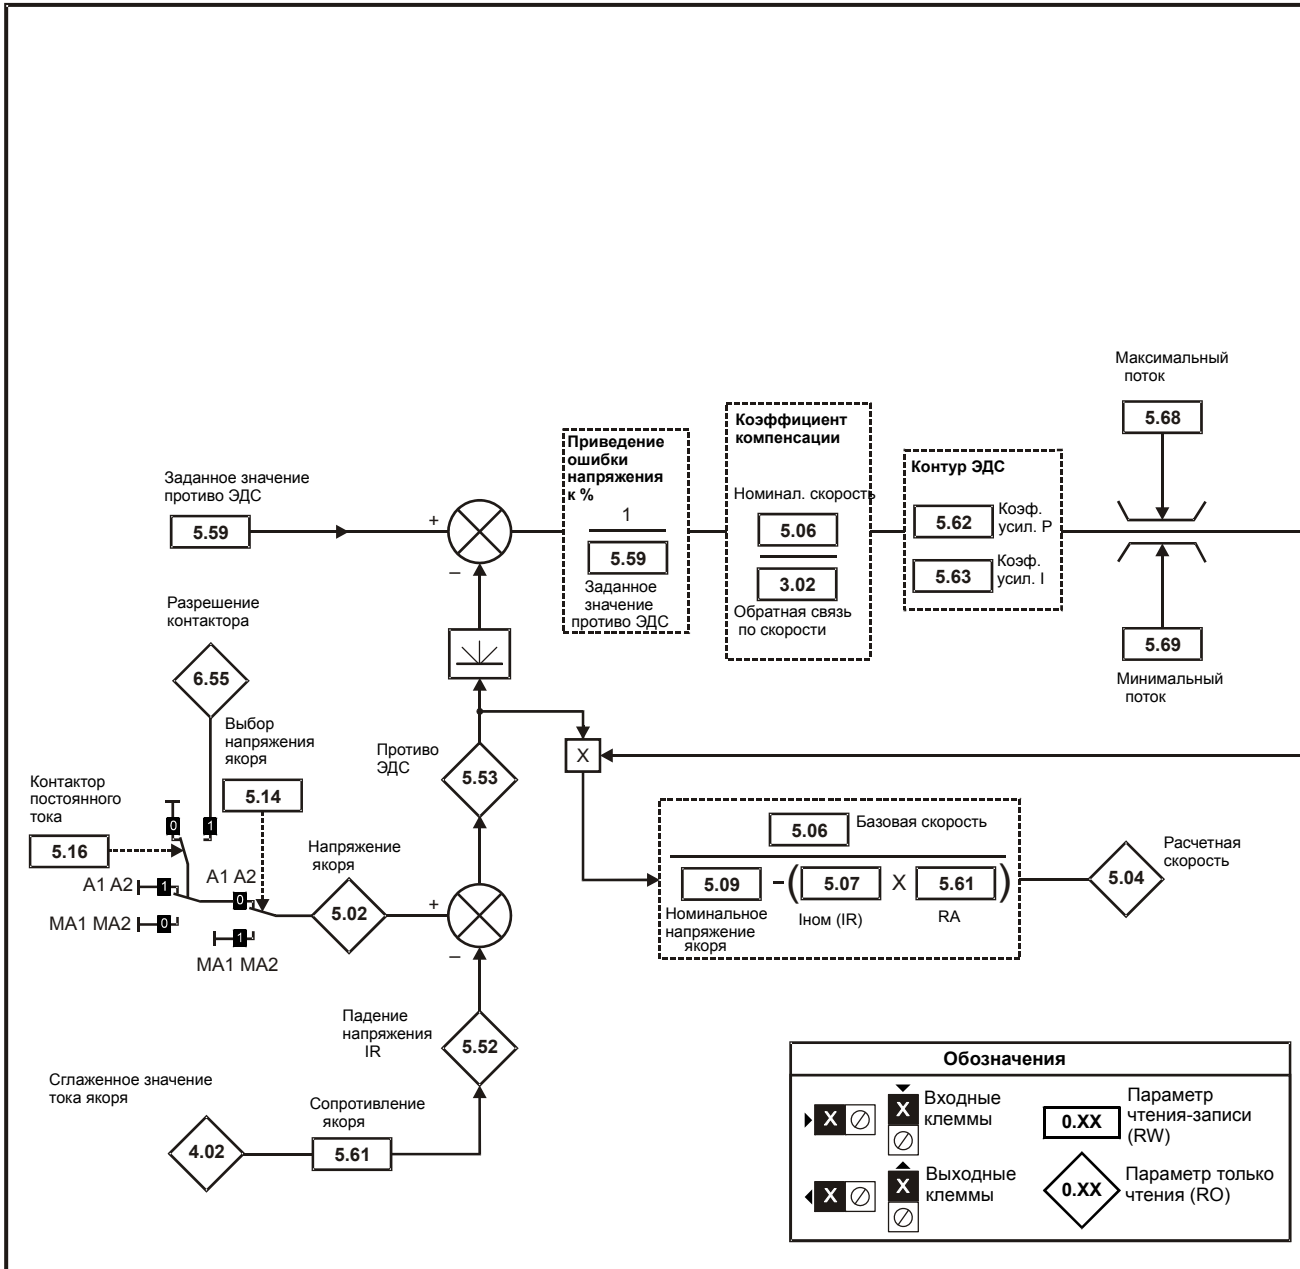 Максимальный
поток
5.68
Коэффициент
компенсации
Приведение
ошибки
напряжения
к %
Контур ЭДС
Заданное значение
противо ЭДС
Номинал. скорость
5.59
+
–
1
5.59
5.06
3.02
5.62
Коэф.
усил. P
5.63
Коэф.
усил. I
Заданное
значение
противо ЭДС
Обратная связь
по скорости
5.69
Минимальный
поток
Разрешение
контактора
6.55
Выбор
напряжения
якоря
5.14
Противо
ЭДС
5.53
X
Контактор
постоянного
тока
5.16
0
1
A1 A2
1
A1 A2
0
MA1 MA2
0
1
MA1 MA2
Напряжение
якоря
5.02
+
–
5.06
Базовая скорость
5.09
–(
5.07
X
5.61
)
Номинальное
напряжение
якоря
Iном (IR)
RA
Расчетная
скорость
5.04
Падение
напряжения
IR
5.52
Сглаженное значение
тока якоря
4.02
Сопротивление
якоря
5.61
Обозначения
X
X
Входные
клеммы
0.XX
Параметр
чтения-записи
(RW)
X
X
Выходные
клеммы
0.XX
Параметр только
чтения (RO)